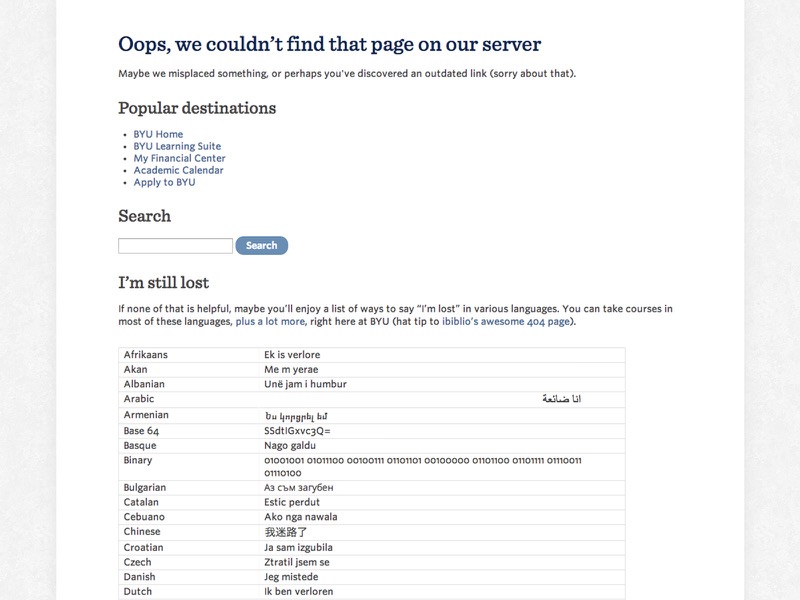 Oops, we couldn’t find that page on our server
Maybe we misplaced something, or perhaps you've discovered an outdated link (sorry about that).
Popular destinations
• BYU Home
• BYU Learning Suite
• My Financial Center
• Academic Calendar
• Apply to BYU
Search
Search
I’m still lost
If none of that is helpful, maybe you’ll enjoy a list of ways to say “I’m lost” in various languages. You can take courses in
most of these languages, plus a lot more, right here at BYU (hat tip to ibiblio’s awesome 404 page).
Afrikaans Ek is verlore
Akan Me m yerae
Albanian Unë jam i humbur
Arabic انا ضائعة
Armenian Ես կորցրել եմ
Base 64 SSdtIGxvc3Q=
Basque Nago galdu
Binary 01001001 01011100 00100111 01101101 00100000 01101100 01101111 01110011
01110100
Bulgarian Аз съм загубен
Catalan Estic perdut
Cebuano Ako nga nawala
Chinese 我迷路了
Croatian Ja sam izgubila
Czech Ztratil jsem se
Danish Jeg mistede
Dutch Ik ben verloren